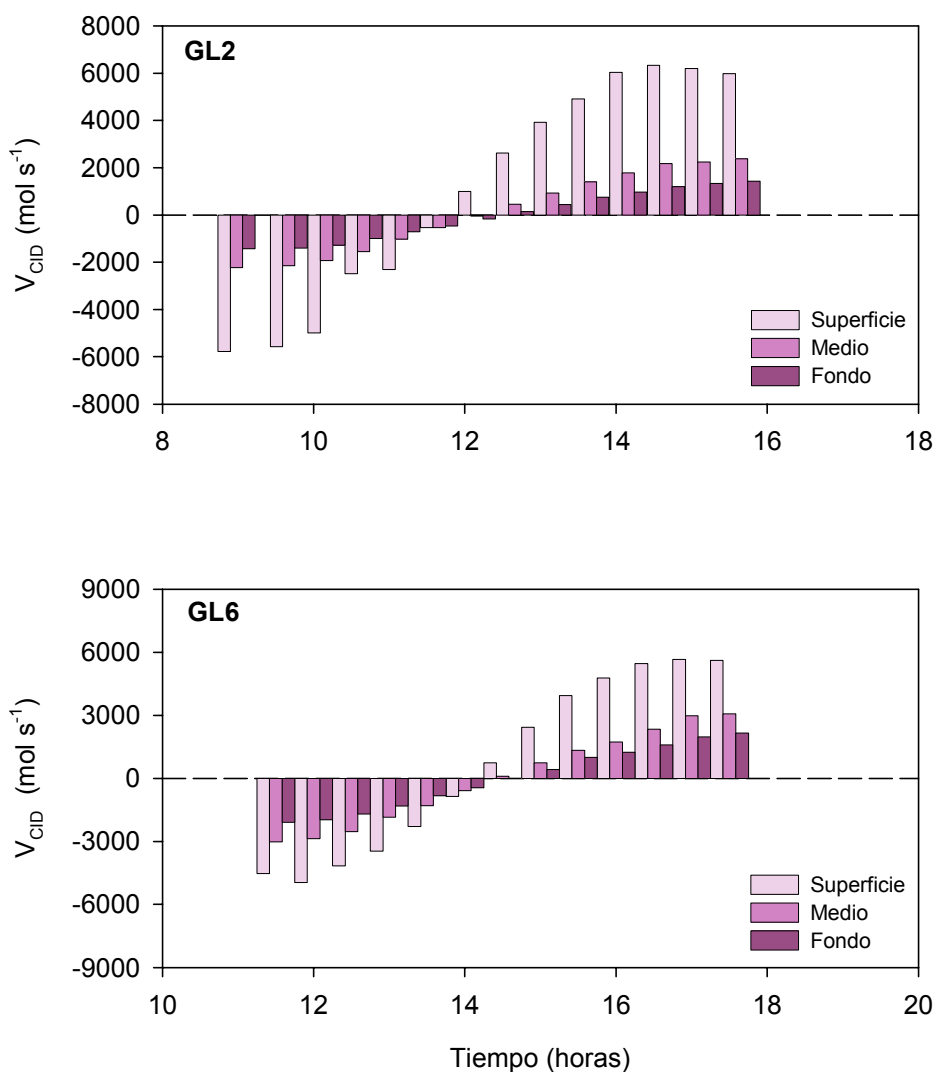 GL2
V_CID (mol s⁻¹)
8000
6000
4000
2000
0
-2000
-4000
-6000
-8000
Superficie
Medio
Fondo
8 10 12 14 16 18
GL6
V_CID (mol s⁻¹)
9000
6000
3000
0
-3000
-6000
-9000
Superficie
Medio
Fondo
10 12 14 16 18 20
Tiempo (horas)